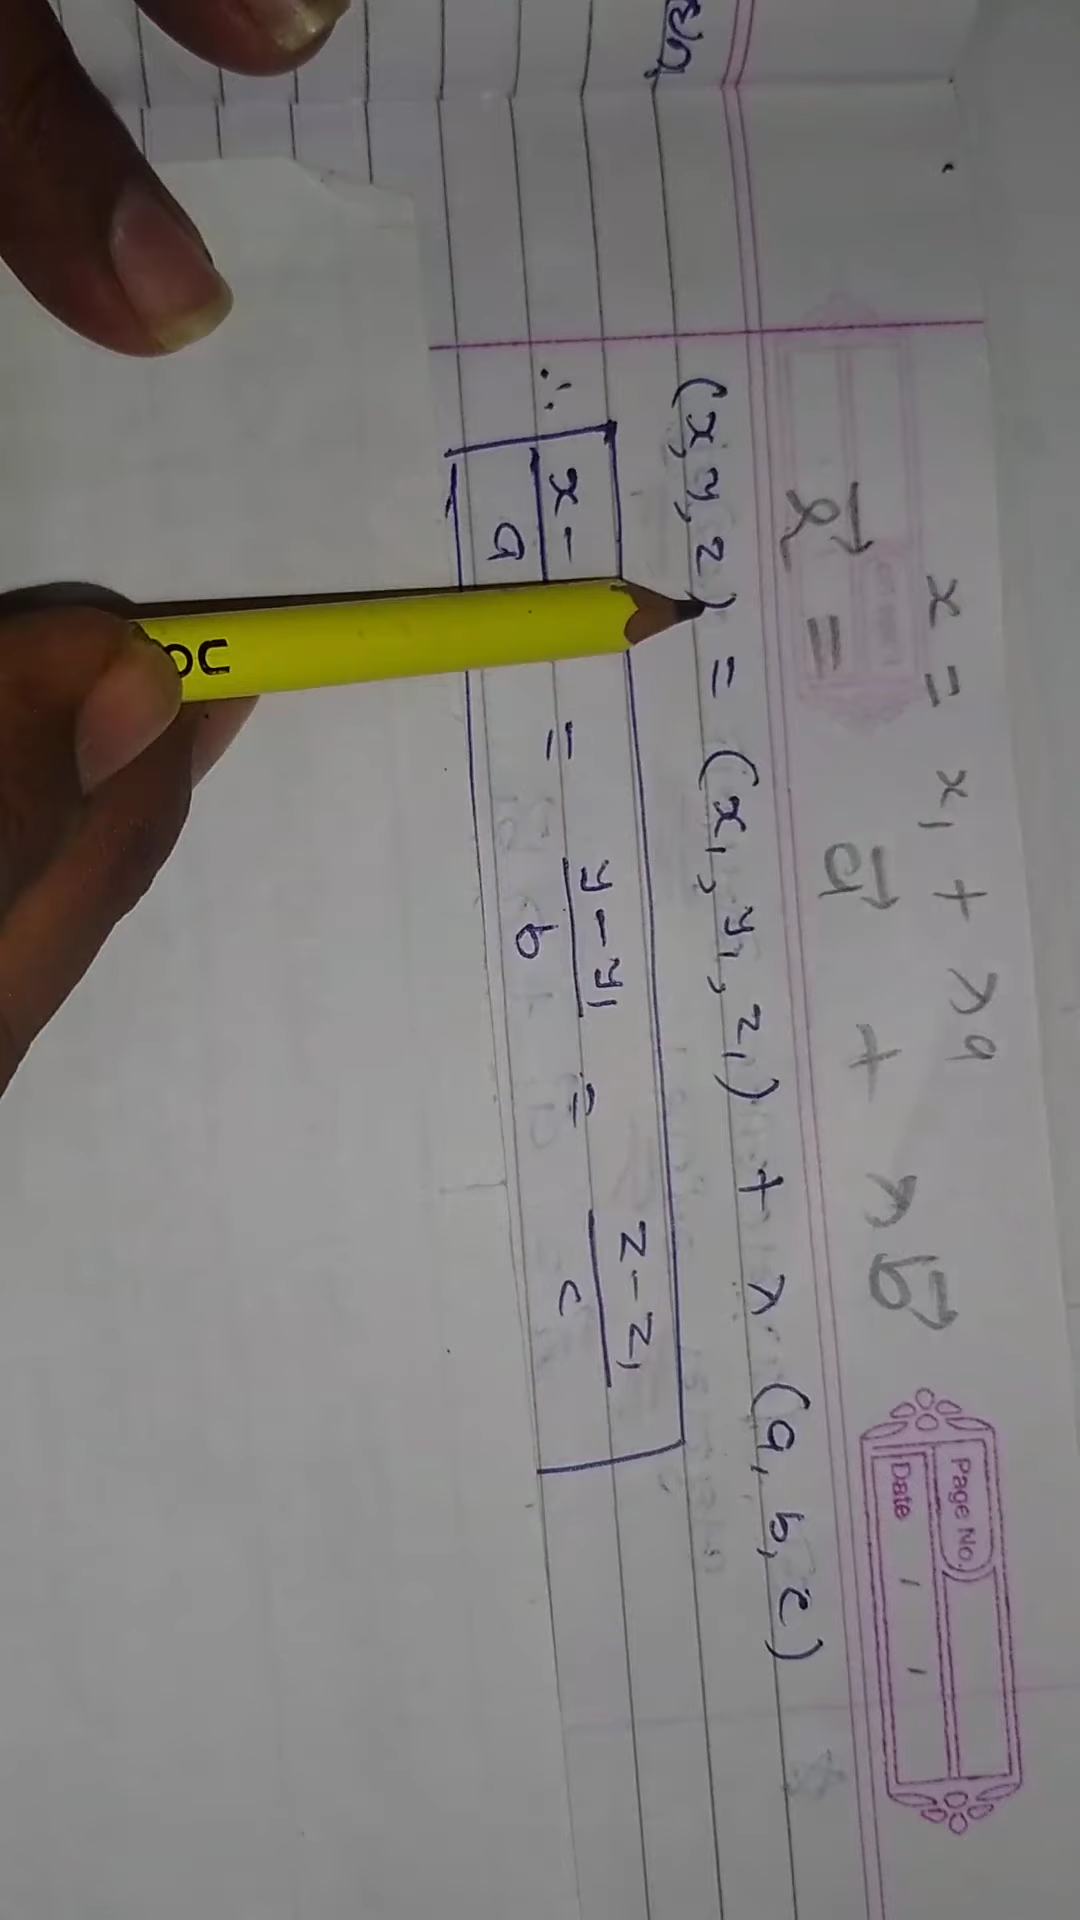 x = x₁ + λa
r⃗ = a⃗ + λb⃗
Page No.
Date / /
(x, y, z) = (x₁, y₁, z₁) + λ (a, b, c)
∴ x - / a = y - y₁ / b = z - z₁ / c